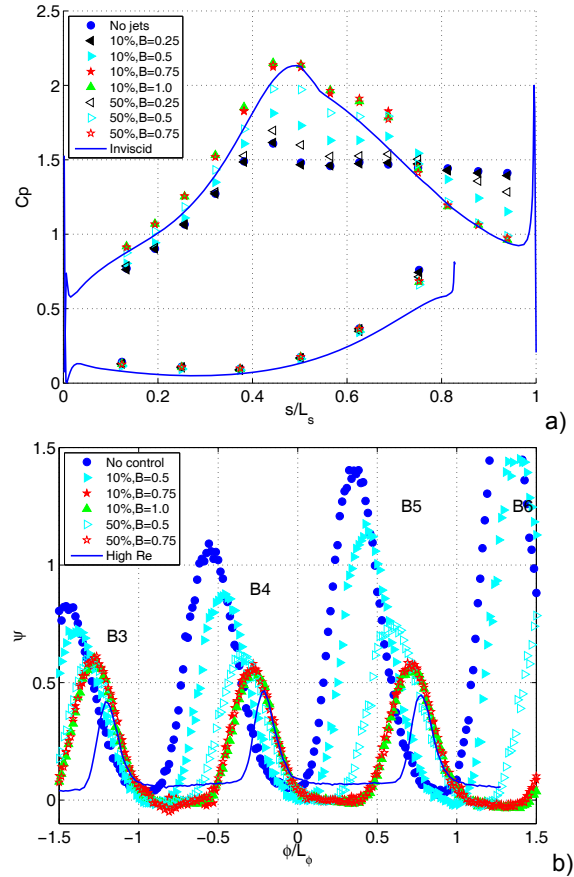 2.5
2
1.5
1
0.5
0
Cp
No jets
10%,B=0.25
10%,B=0.5
10%,B=0.75
10%,B=1.0
50%,B=0.25
50%,B=0.5
50%,B=0.75
Inviscid
0 0.2 0.4 0.6 0.8 1
s/Lₛ
a)
1.5
1
0.5
0
ψ
No control
10%,B=0.5
10%,B=0.75
10%,B=1.0
50%,B=0.5
50%,B=0.75
High Re
B3
B4
B5
B6
-1.5 -1 -0.5 0 0.5 1 1.5
ϕ/L_ϕ
b)